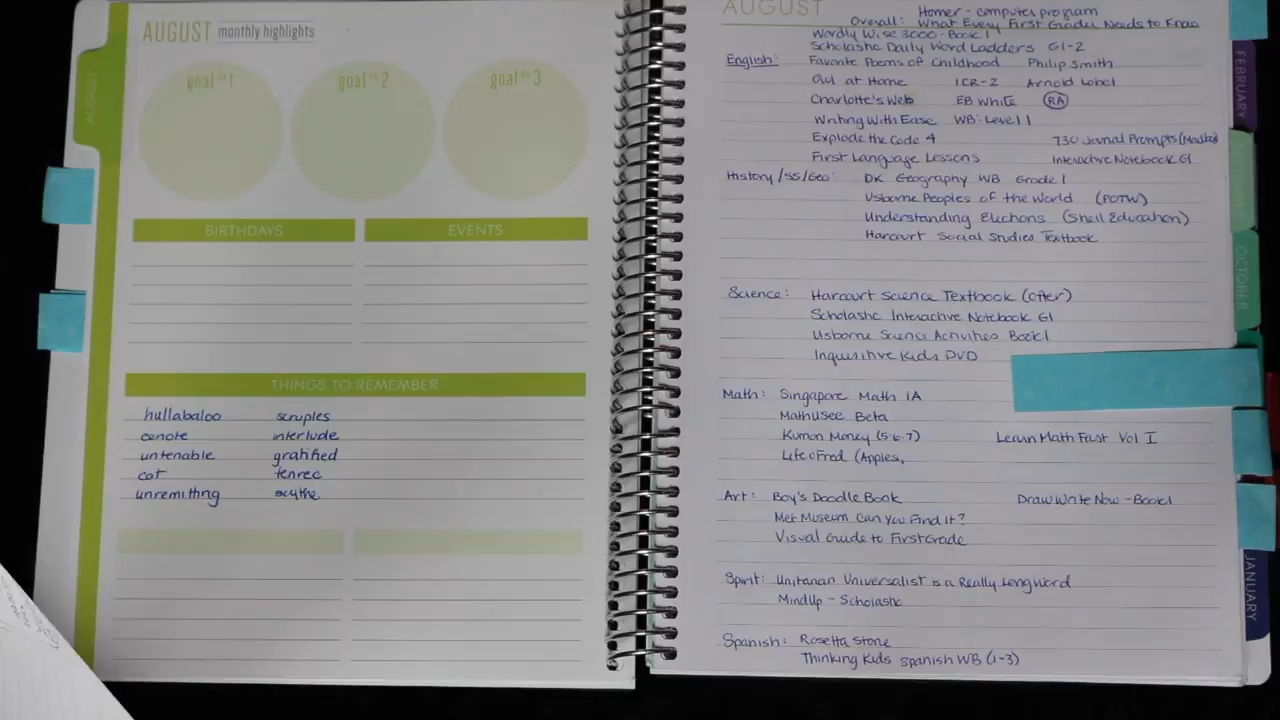 AUGUST monthly highlights
goal no 1
goal no 2
goal no 3
BIRTHDAYS
EVENTS
THINGS TO REMEMBER
hullabaloo scruples
cenote interlude
untenable gratified
cot tenrec
unremitting scythe
AUGUST
Homer - computer program
Overall: What Every First Grader Needs to Know
Wordly Wise 3000 - Book 1
Scholastic Daily Word Ladders G1-2
English: Favorite Poems of Childhood Philip Smith
Owl at Home ICR-2 Arnold Lobel
Charlotte's Web EB White RA
Writing With Ease WB: Level 1
Explode the Code 4 730 Journal Prompts
First Language Lessons Interactive Notebook G1
History/SS/Geo: DK Geography WB Grade 1
Usborne Peoples of the World (POTW)
Understanding Elections (Shell Education)
Harcourt Social Studies Textbook
Science: Harcourt Science Textbook (Otter)
Scholastic Interactive Notebook G1
Usborne Science Activities Book 1
Inquisitive Kids DVD
Math: Singapore Math 1A
MathUSee Beta
Kumon Money (5·6·7) Learn Math Fast Vol I
Life of Fred (Apples,
Art: Boy's Doodle Book Draw Write Now - Book 1
Met Museum Can You Find It?
Visual Guide to First Grade
Spirit: Unitarian Universalist is a Really Long Word
MindUp - Scholastic
Spanish: Rosetta Stone
Thinking Kids Spanish WB (1-3)
FEBRUARY
OCTOBER
JANUARY